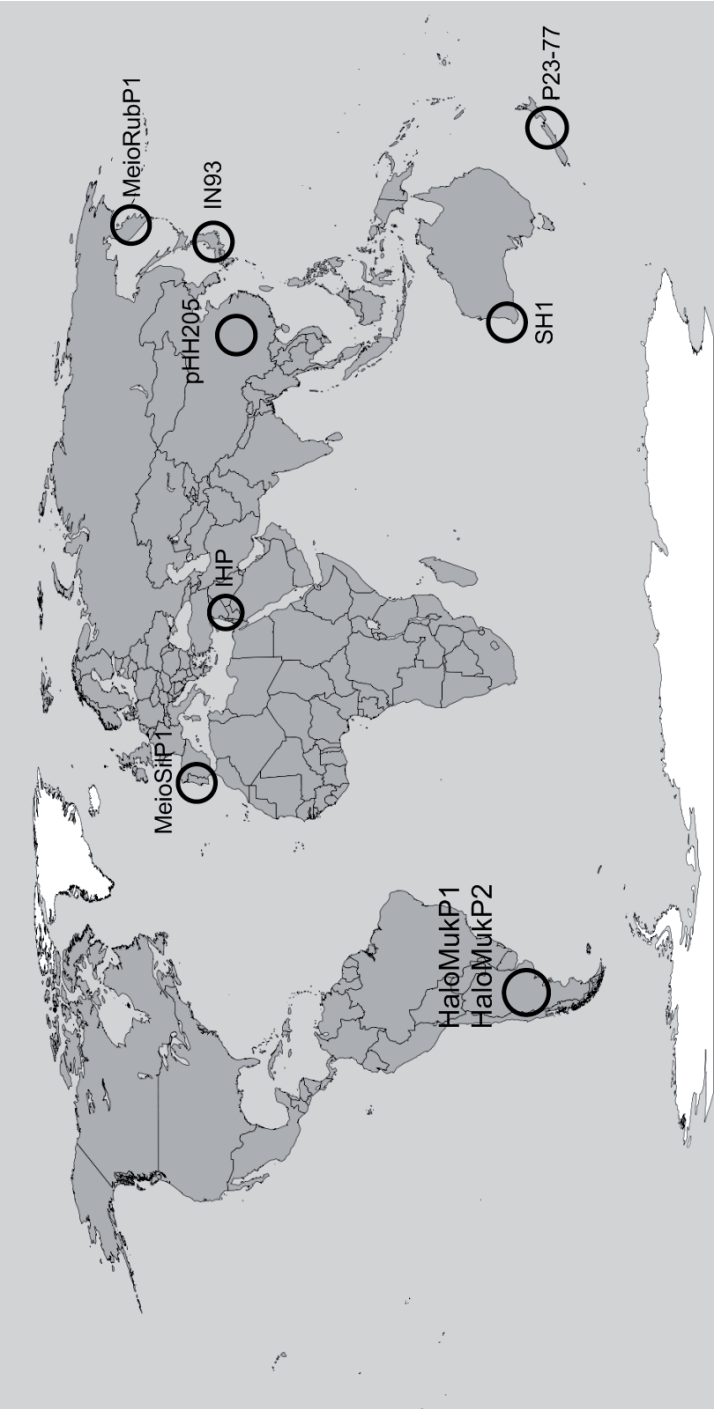 MeioRubP1
IN93
pHH205
P23-77
SH1
IHP
MeioSilP1
HaloMukP1
HaloMukP2